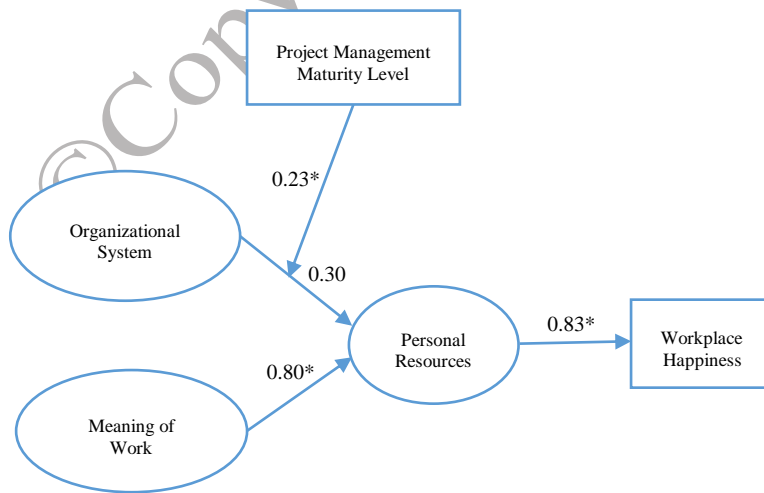 ©Cop
Project Management
Maturity Level
0.23*
Organizational
System
0.30
Personal
Resources
0.83*
Workplace
Happiness
0.80*
Meaning of
Work